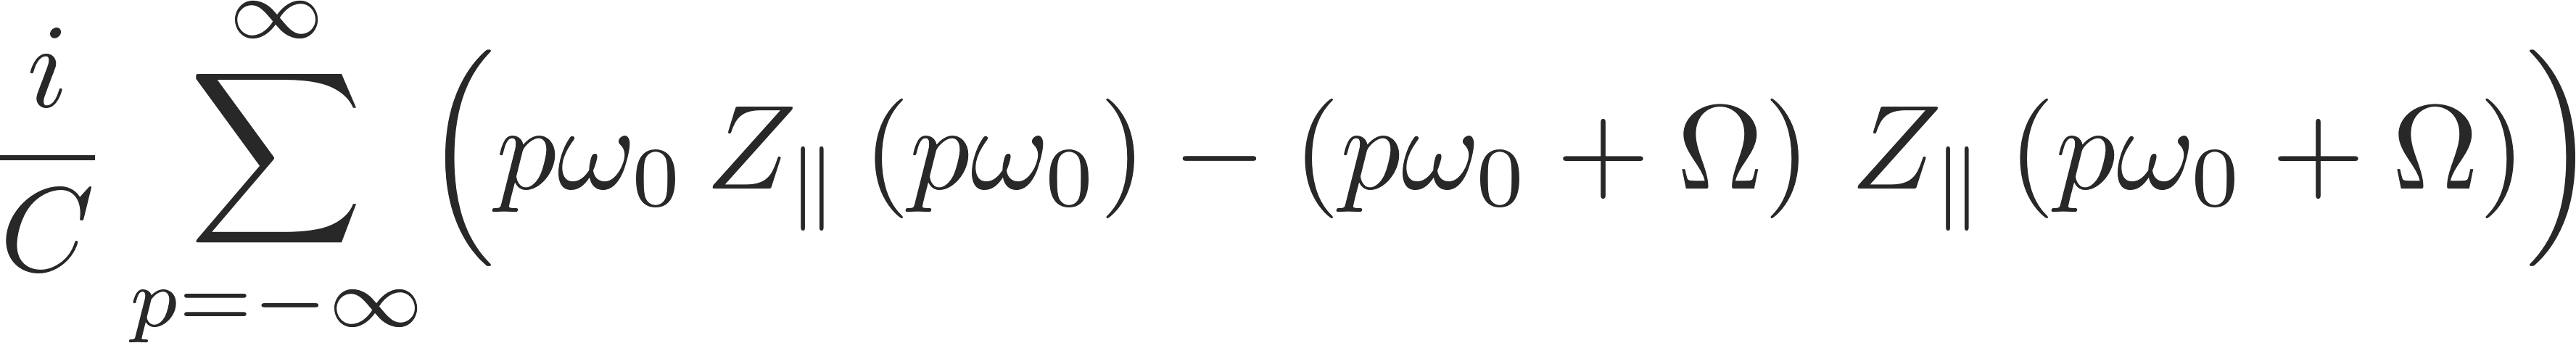 \frac{i}{C} \sum_{p=-\infty}^{\infty} \left( p\omega_0 \ Z_{\parallel} \ (p\omega_0) - (p\omega_0 + \Omega) \ Z_{\parallel} \ (p\omega_0 + \Omega) \right)